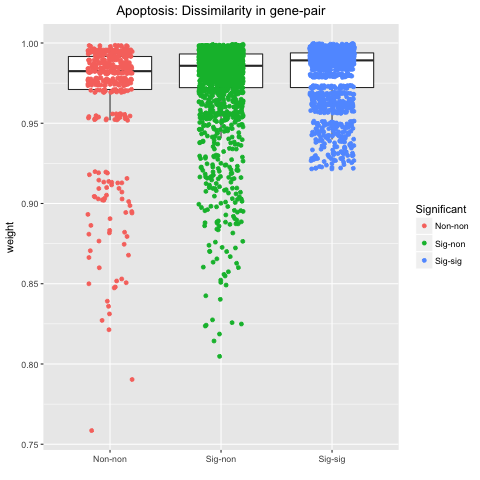 Apoptosis: Dissimilarity in gene-pair
1.00
0.95
0.90
0.85
0.80
0.75
weight
Non-non
Sig-non
Sig-sig
Significant
Non-non
Sig-non
Sig-sig